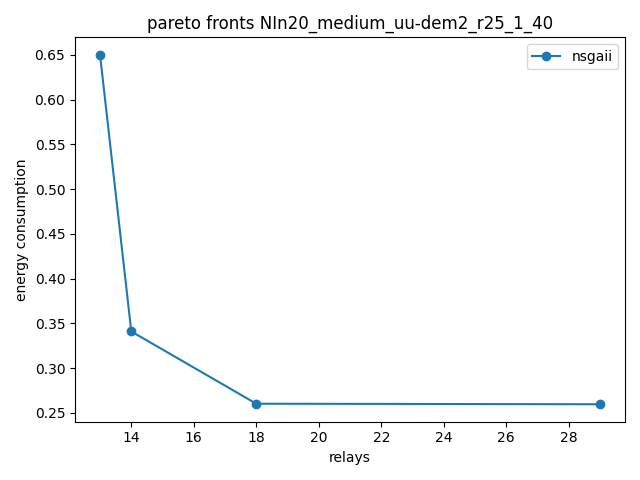 pareto fronts NIn20_medium_uu-dem2_r25_1_40
nsgaii
0.65
0.60
0.55
0.50
0.45
0.40
0.35
0.30
0.25
energy consumption
14 16 18 20 22 24 26 28
relays